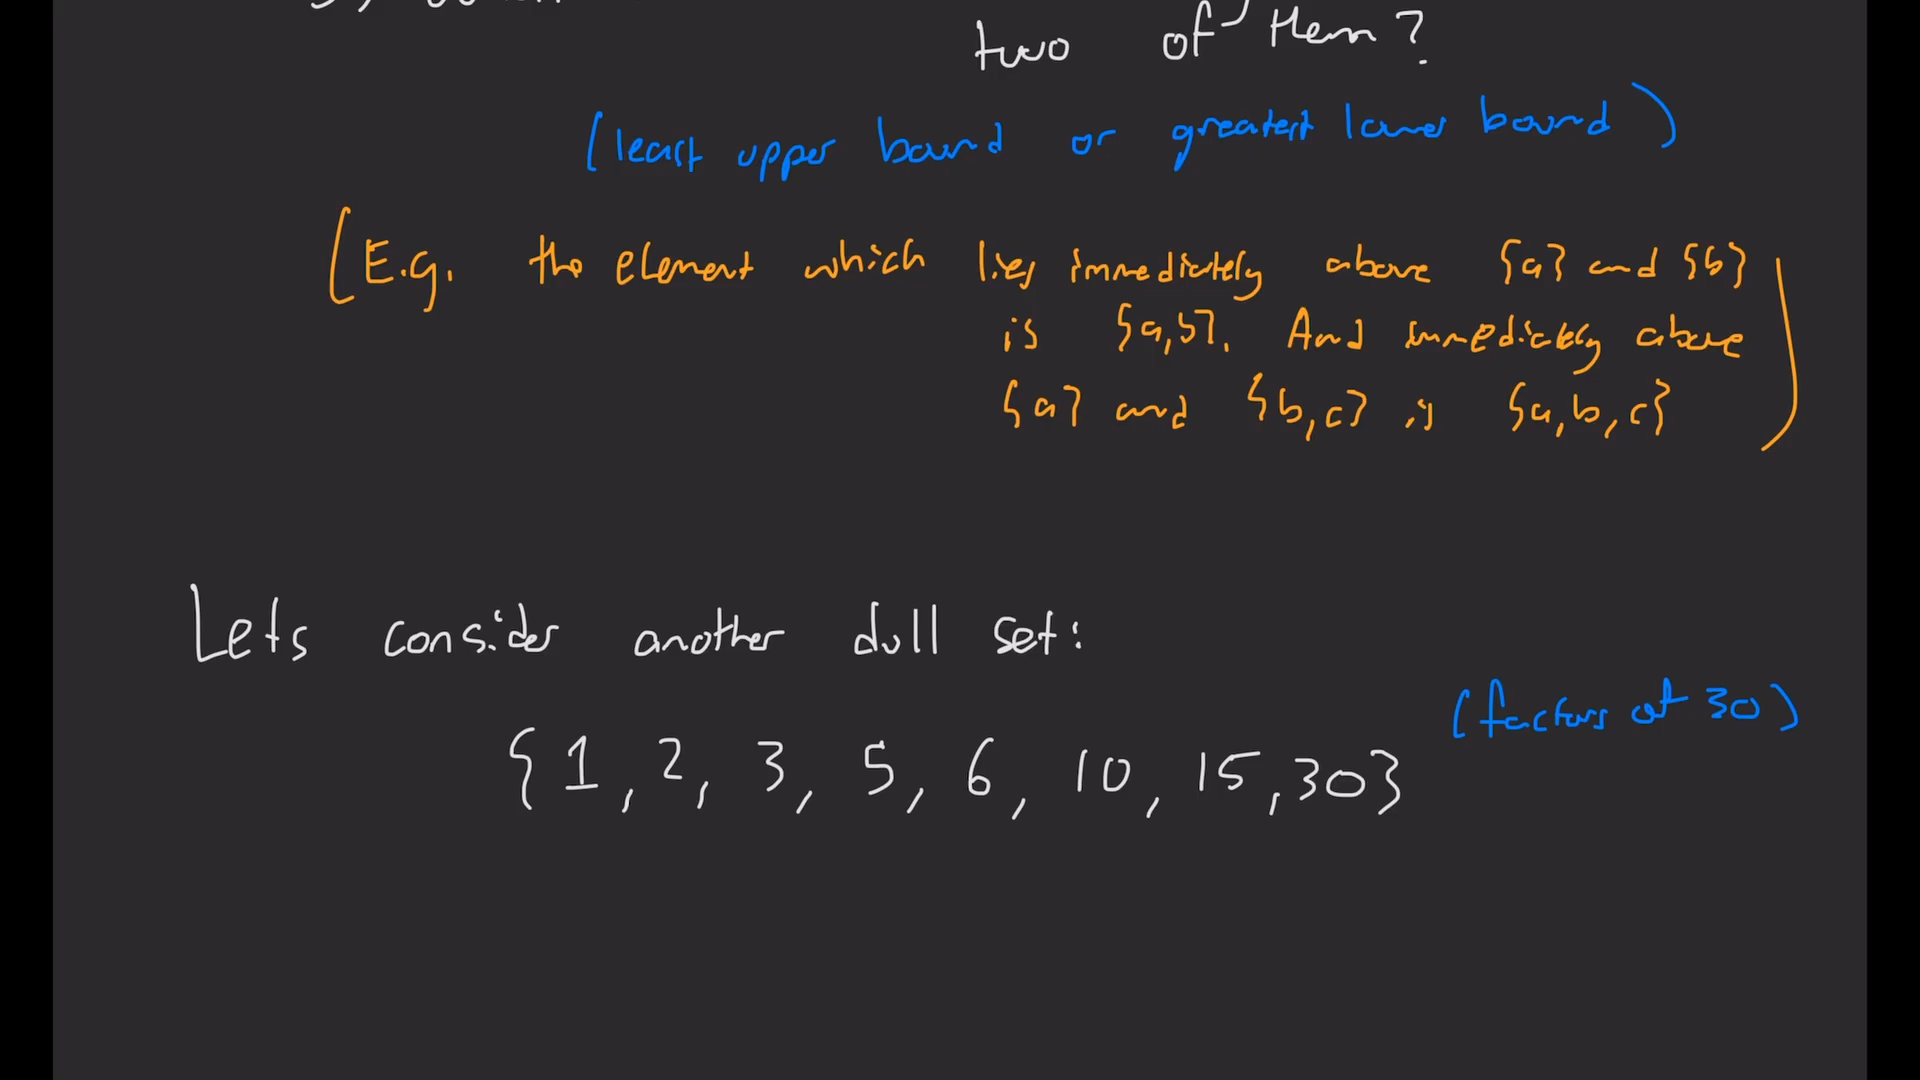 two of them?
(least upper bound or greatest lower bound)
(E.g. the element which lies immediately above {a} and {b}
is {a,b}. And immediately above
{a} and {b,c} is {a,b,c})
Lets consider another dull set:
(factors of 30)
{1, 2, 3, 5, 6, 10, 15, 30}